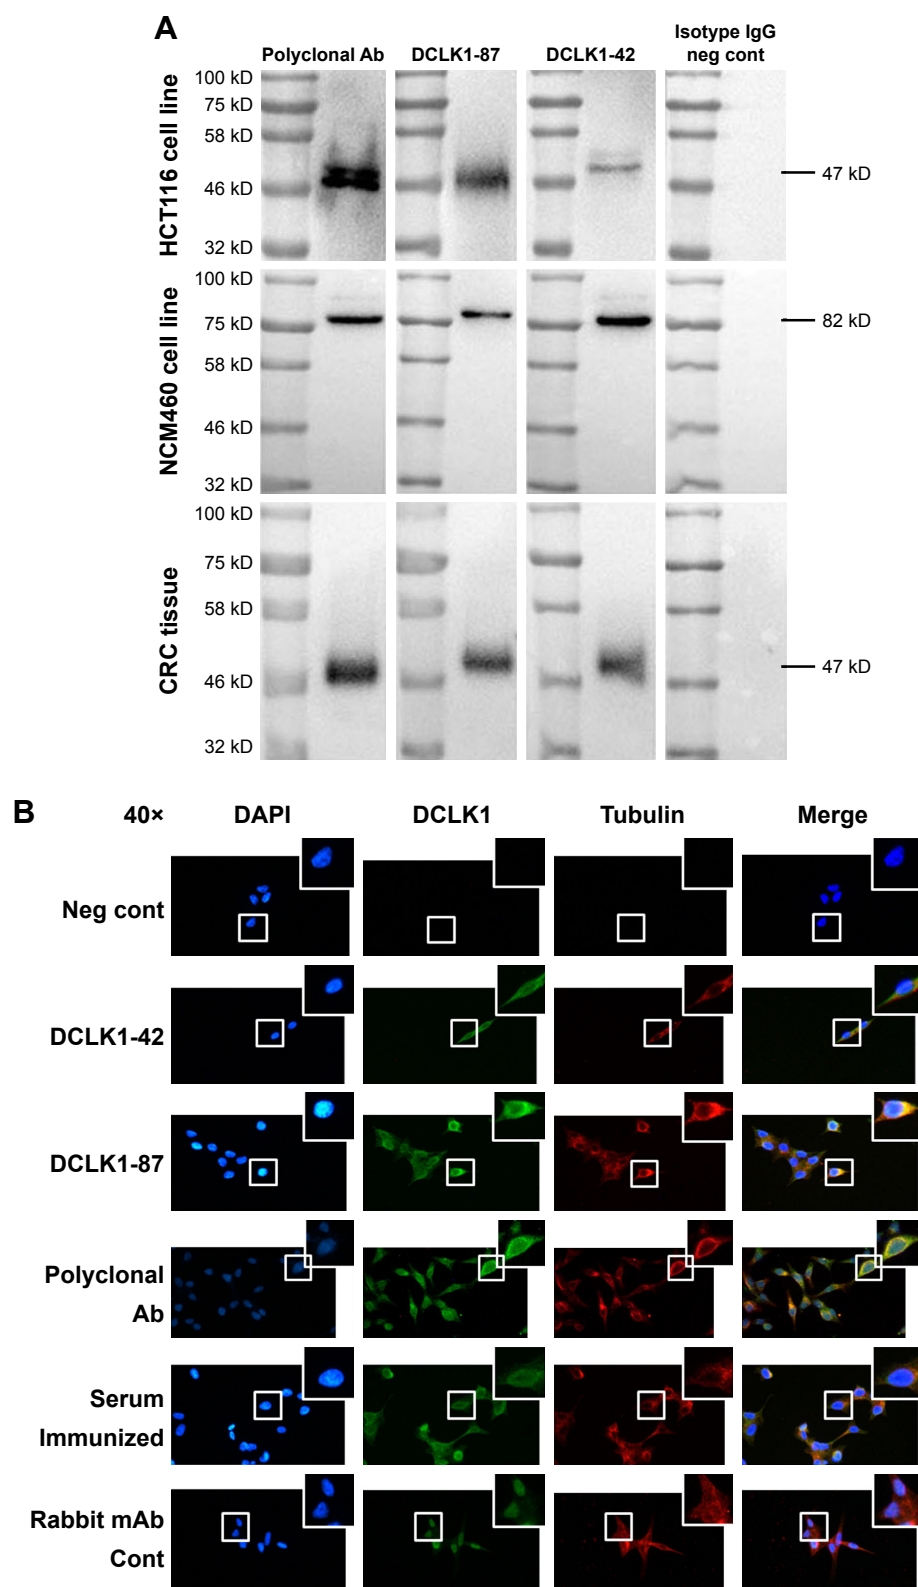 A
Polyclonal Ab
DCLK1-87
DCLK1-42
Isotype IgG
neg cont
HCT116 cell line
100 kD
75 kD
58 kD
46 kD
32 kD
47 kD
NCM460 cell line
100 kD
75 kD
58 kD
46 kD
32 kD
82 kD
CRC tissue
100 kD
75 kD
58 kD
46 kD
32 kD
47 kD
B
40×
DAPI
DCLK1
Tubulin
Merge
Neg cont
DCLK1-42
DCLK1-87
Polyclonal
Ab
Serum
Immunized
Rabbit mAb
Cont